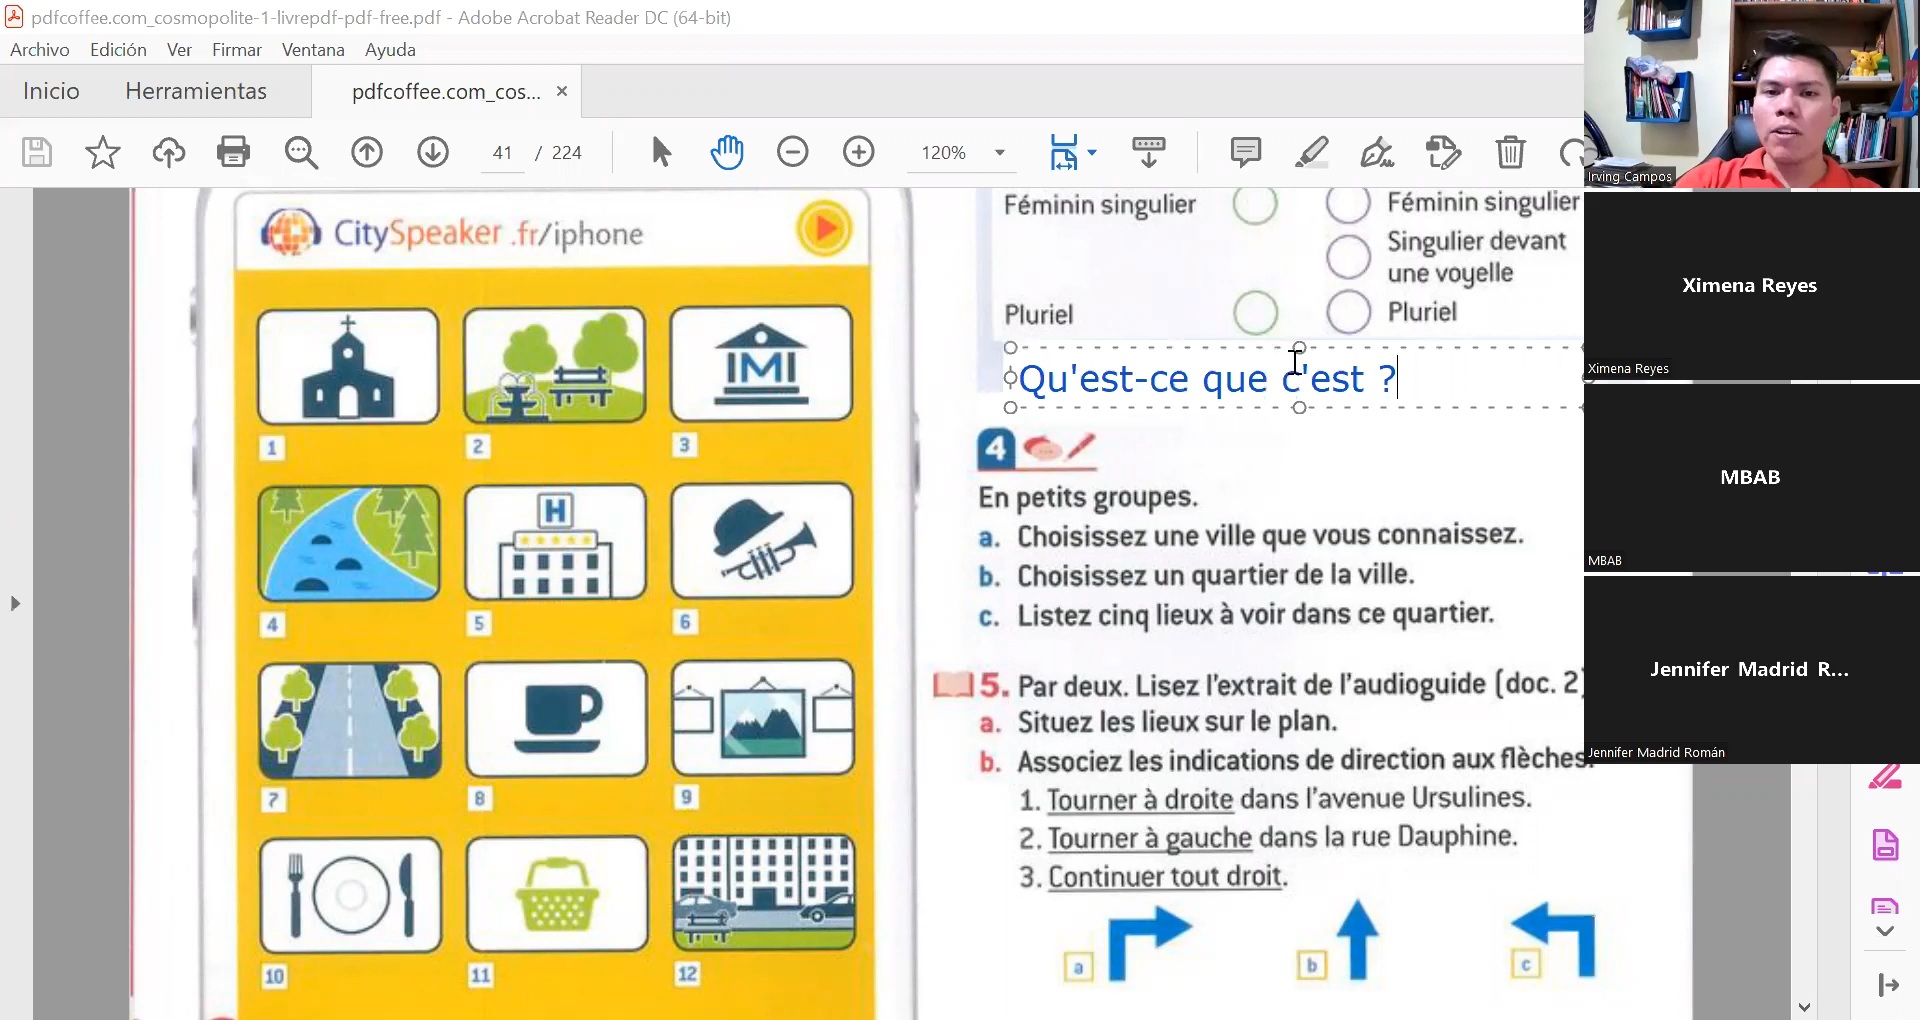 pdfcoffee.com_cosmopolite-1-livrepdf-pdf-free.pdf - Adobe Acrobat Reader DC (64-bit)
Archivo Edición Ver Firmar Ventana Ayuda
Inicio Herramientas pdfcoffee.com_cos... ×
41 / 224 120%
CitySpeaker .fr/iphone
1 2 3
IMI
H
4 5 6
7 8 9
10 11 12
Féminin singulier Féminin singulier
Singulier devant
une voyelle
Pluriel Pluriel
Qu'est-ce que c'est ?
4
En petits groupes.
a. Choisissez une ville que vous connaissez.
b. Choisissez un quartier de la ville.
c. Listez cinq lieux à voir dans ce quartier.
5. Par deux. Lisez l'extrait de l'audioguide (doc. 2)
a. Situez les lieux sur le plan.
b. Associez les indications de direction aux flèches.
1. Tourner à droite dans l'avenue Ursulines.
2. Tourner à gauche dans la rue Dauphine.
3. Continuer tout droit.
a b c
Irving Campos
Ximena Reyes
Ximena Reyes
MBAB
MBAB
Jennifer Madrid R...
Jennifer Madrid Román